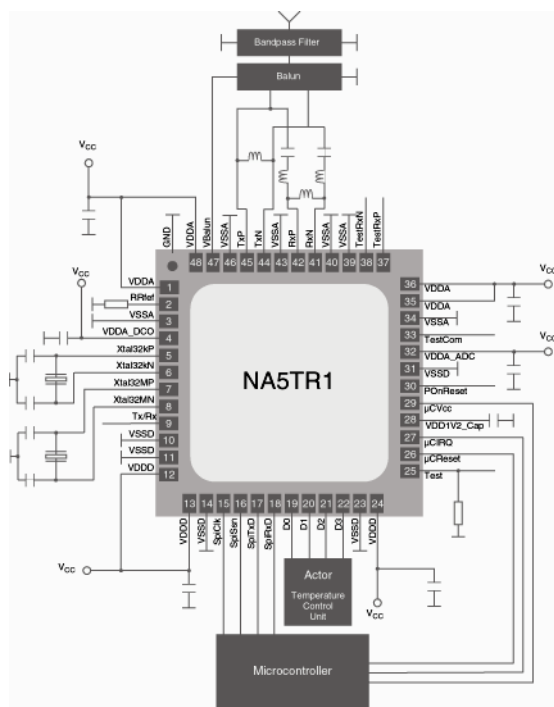 Bandpass Filter
Balun
VCC
GND
VDDA
VBalun
VSSA
TxP
TxN
VSSA
RxP
RxN
VSSA
VSSA
TestRxN
TestRxP
48 47 46 45 44 43 42 41 40 39 38 37
VCC
VDDA 1
RRfef 2
VSSA 3
VDDA_DCO 4
Xtal32kP 5
Xtal32kN 6
Xtal32MP 7
Xtal32MN 8
Tx/Rx 9
VSSD 10
VSSD 11
VDDD 12
NA5TR1
36 VDDA
VCC
35 VDDA
34 VSSA
33 TestCom
32 VDDA_ADC
VCC
31 VSSD
30 POnReset
29 µCVcc
28 VDD1V2_Cap
27 µCIRQ
26 µCReset
25 Test
13 14 15 16 17 18 19 20 21 22 23 24
VDDD
VSSD
SpiClk
SpiSsn
SpiTxD
SpiRxD
D0
D1
D2
D3
VSSD
VDDD
VCC
VCC
Actor
Temperature
Control
Unit
Microcontroller